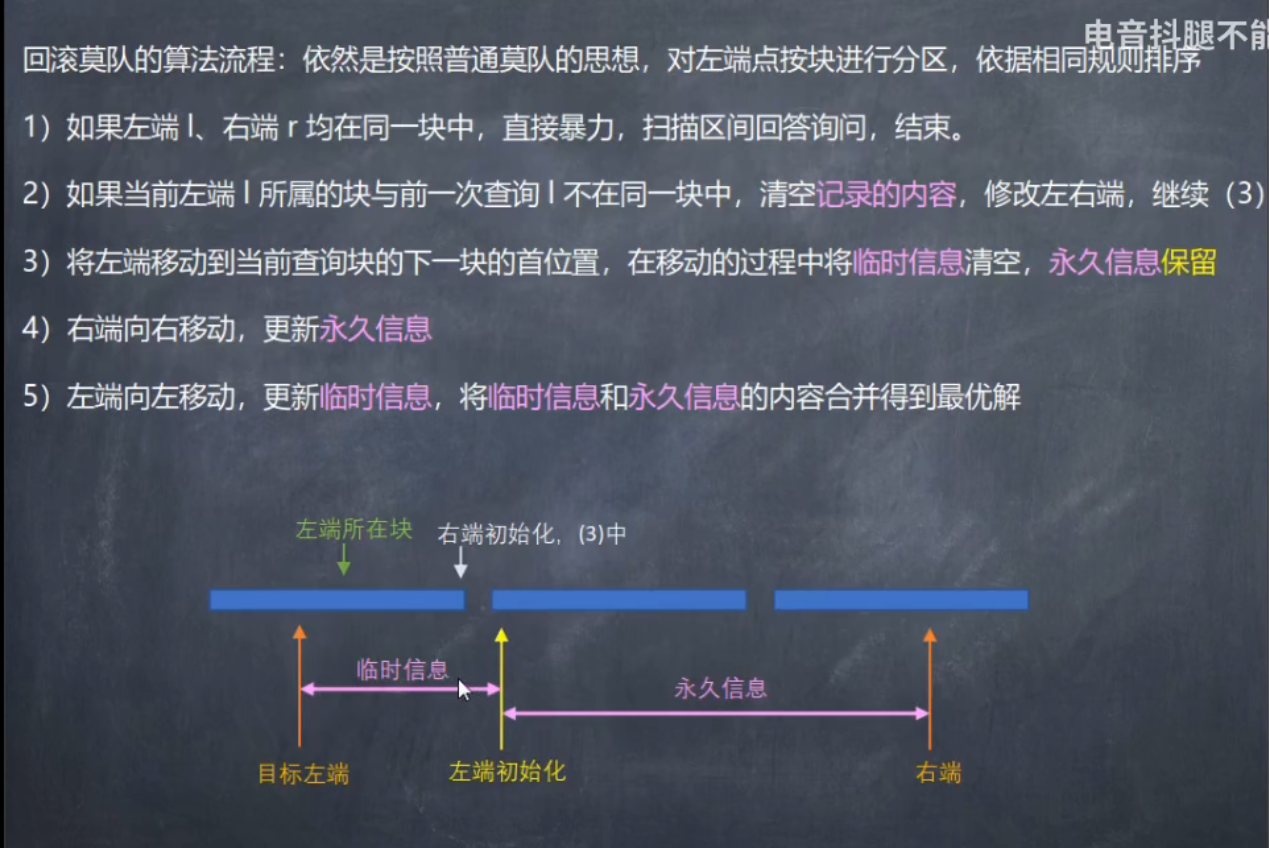 电音抖腿不能
回滚莫队的算法流程：依然是按照普通莫队的思想，对左端点按块进行分区，依据相同规则排序
1）如果左端 l、右端 r 均在同一块中，直接暴力，扫描区间回答询问，结束。
2）如果当前左端 l 所属的块与前一次查询 l 不在同一块中，清空记录的内容，修改左右端，继续（3）
3）将左端移动到当前查询块的下一块的首位置，在移动的过程中将临时信息清空，永久信息保留
4）右端向右移动，更新永久信息
5）左端向左移动，更新临时信息，将临时信息和永久信息的内容合并得到最优解
左端所在块
右端初始化，(3)中
临时信息
永久信息
目标左端
左端初始化
右端